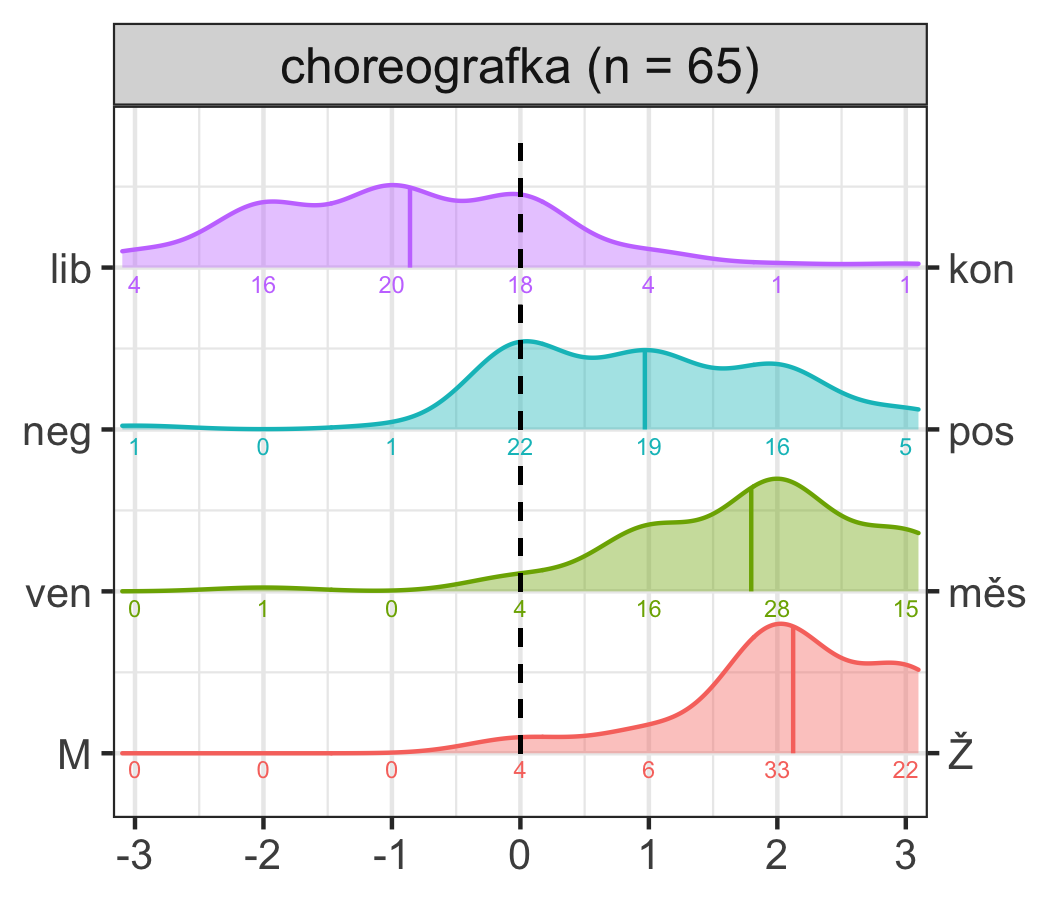 choreografka (n = 65)
lib kon
4 16 20 18 4 1 1
neg pos
1 0 1 22 19 16 5
ven měs
0 1 0 4 16 28 15
M Ž
0 0 0 4 6 33 22
-3 -2 -1 0 1 2 3